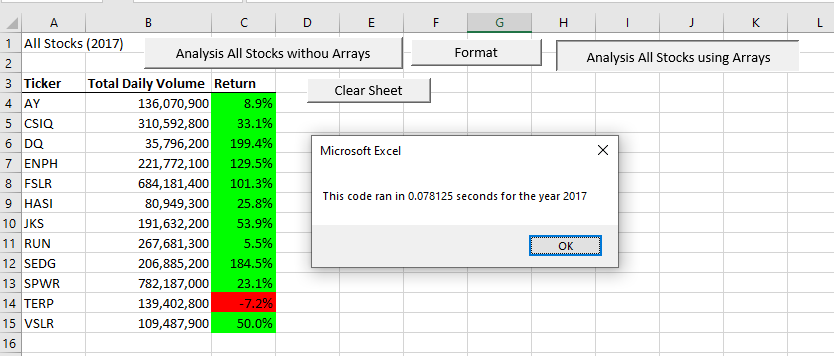 A B C D E F G H I J K L
1 All Stocks (2017) Analysis All Stocks withou Arrays Format Analysis All Stocks using Arrays
2
3 Ticker Total Daily Volume Return Clear Sheet
4 AY 136,070,900 8.9%
5 CSIQ 310,592,800 33.1%
6 DQ 35,796,200 199.4% Microsoft Excel
7 ENPH 221,772,100 129.5%
8 FSLR 684,181,400 101.3% This code ran in 0.078125 seconds for the year 2017
9 HASI 80,949,300 25.8%
10 JKS 191,632,200 53.9%
11 RUN 267,681,300 5.5% OK
12 SEDG 206,885,200 184.5%
13 SPWR 782,187,000 23.1%
14 TERP 139,402,800 -7.2%
15 VSLR 109,487,900 50.0%
16